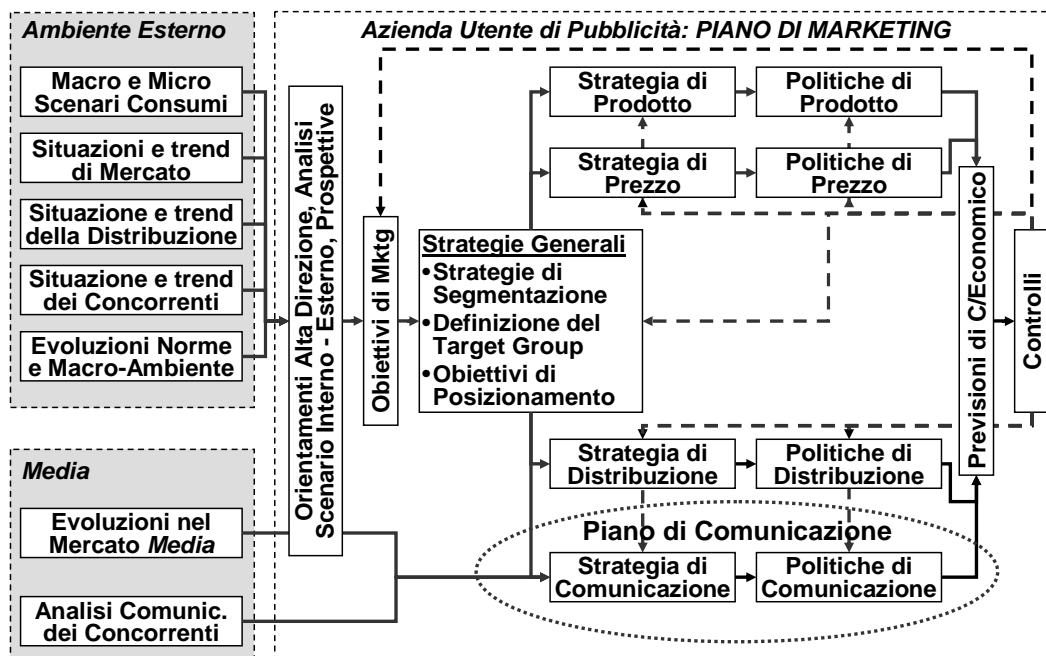 Ambiente Esterno
Macro e Micro
Scenari Consumi
Situazioni e trend
di Mercato
Situazione e trend
della Distribuzione
Situazione e trend
dei Concorrenti
Evoluzioni Norme
e Macro-Ambiente
Media
Evoluzioni nel
Mercato Media
Analisi Comunic.
dei Concorrenti
Azienda Utente di Pubblicità: PIANO DI MARKETING
Orientamenti Alta Direzione, Analisi
Scenario Interno - Esterno, Prospettive
Obiettivi di Mktg
Strategie Generali
•Strategie di
Segmentazione
•Definizione del
Target Group
•Obiettivi di
Posizionamento
Strategia di
Prodotto
Politiche di
Prodotto
Strategia di
Prezzo
Politiche di
Prezzo
Strategia di
Distribuzione
Politiche di
Distribuzione
Piano di Comunicazione
Strategia di
Comunicazione
Politiche di
Comunicazione
Previsioni di C/Economico
Controlli